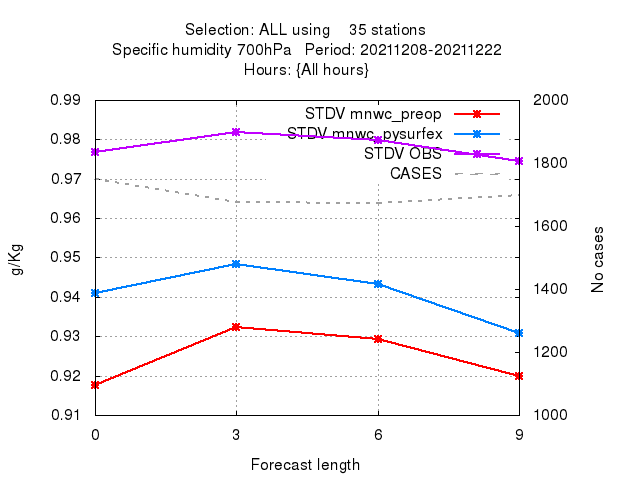 Selection: ALL using 35 stations
Specific humidity 700hPa Period: 20211208-20211222
Hours: {All hours}
0.99
0.98
0.97
0.96
0.95
0.94
0.93
0.92
0.91
g/Kg
STDV mnwc_preop
STDV mnwc_pysurfex
STDV OBS
CASES
2000
1800
1600
1400
1200
1000
No cases
0 3 6 9
Forecast length